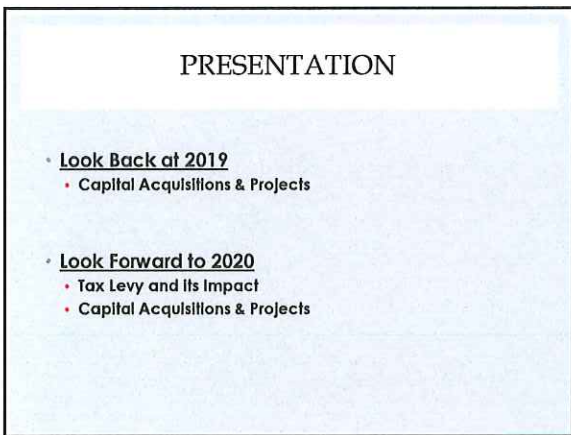 PRESENTATION
• Look Back at 2019
• Capital Acquisitions & Projects
• Look Forward to 2020
• Tax Levy and Its Impact
• Capital Acquisitions & Projects